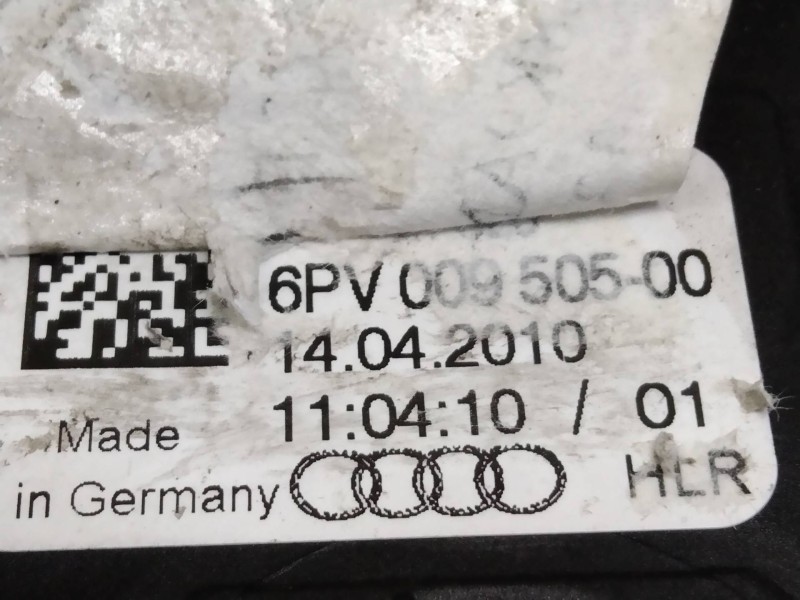 6PV 009 505-00
14.04.2010
11:04:10 / 01
Made
in Germany
HLR